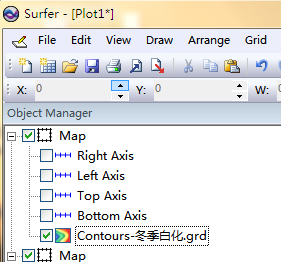 Surfer - [Plot1*]
File Edit View Draw Arrange Grid
X: 0 Y: 0 W:
Object Manager
Map
Right Axis
Left Axis
Top Axis
Bottom Axis
Contours-冬季白化.grd
Map